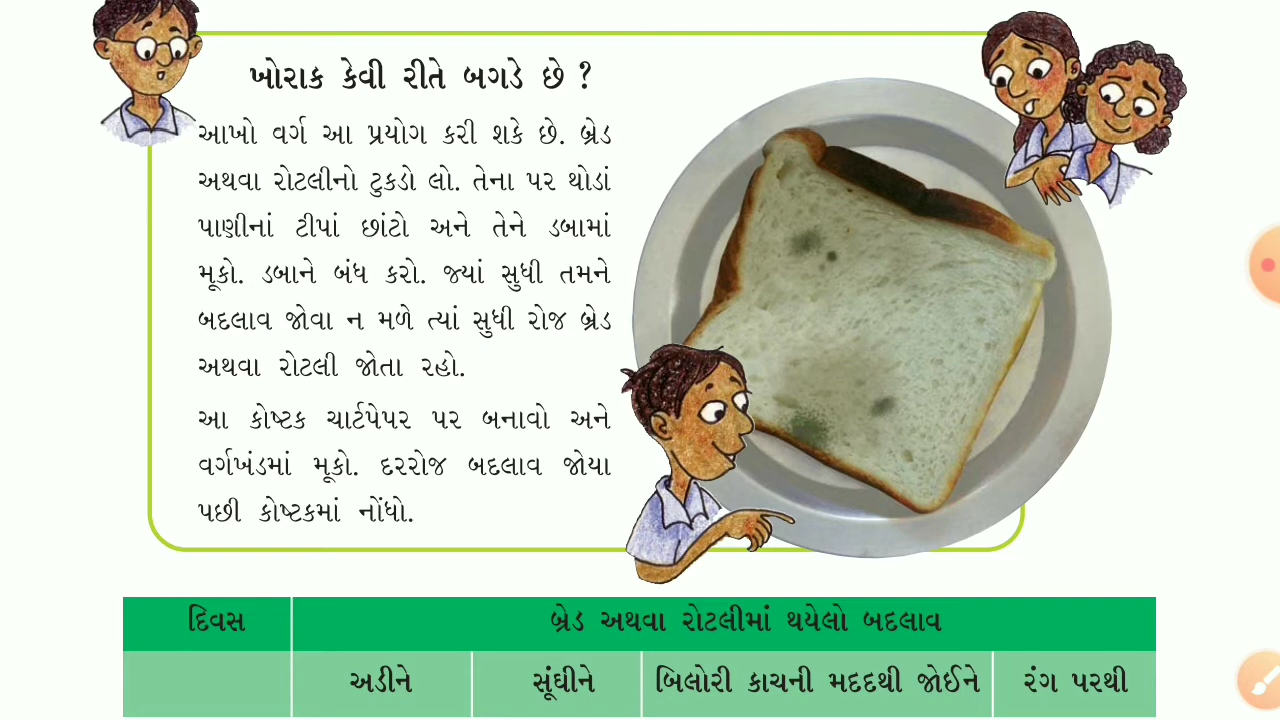 ખોરાક કેવી રીતે બગડે છે ?
આખો વર્ગ આ પ્રયોગ કરી શકે છે. બ્રેડ
અથવા રોટલીનો ટુકડો લો. તેના પર થોડાં
પાણીનાં ટીપાં છાંટો અને તેને ડબામાં
મૂકો. ડબાને બંધ કરો. જ્યાં સુધી તમને
બદલાવ જોવા ન મળે ત્યાં સુધી રોજ બ્રેડ
અથવા રોટલી જોતા રહો.
આ કોષ્ટક ચાર્ટપેપર પર બનાવો અને
વર્ગખંડમાં મૂકો. દરરોજ બદલાવ જોયા
પછી કોષ્ટકમાં નોંધો.
દિવસ બ્રેડ અથવા રોટલીમાં થયેલો બદલાવ
અડીને સૂંઘીને બિલોરી કાચની મદદથી જોઈને રંગ પરથી